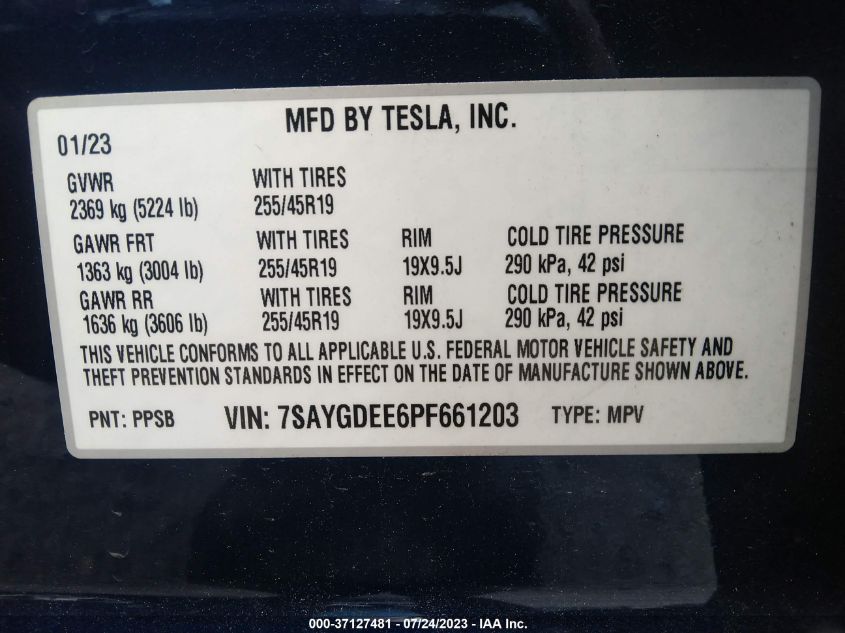 MFD BY TESLA, INC.
01/23
GVWR WITH TIRES
2369 kg (5224 lb) 255/45R19
GAWR FRT WITH TIRES RIM COLD TIRE PRESSURE
1363 kg (3004 lb) 255/45R19 19X9.5J 290 kPa, 42 psi
GAWR RR WITH TIRES RIM COLD TIRE PRESSURE
1636 kg (3606 lb) 255/45R19 19X9.5J 290 kPa, 42 psi
THIS VEHICLE CONFORMS TO ALL APPLICABLE U.S. FEDERAL MOTOR VEHICLE SAFETY AND
THEFT PREVENTION STANDARDS IN EFFECT ON THE DATE OF MANUFACTURE SHOWN ABOVE.
PNT: PPSB VIN: 7SAYGDEE6PF661203 TYPE: MPV
000-37127481 - 07/24/2023 - IAA Inc.